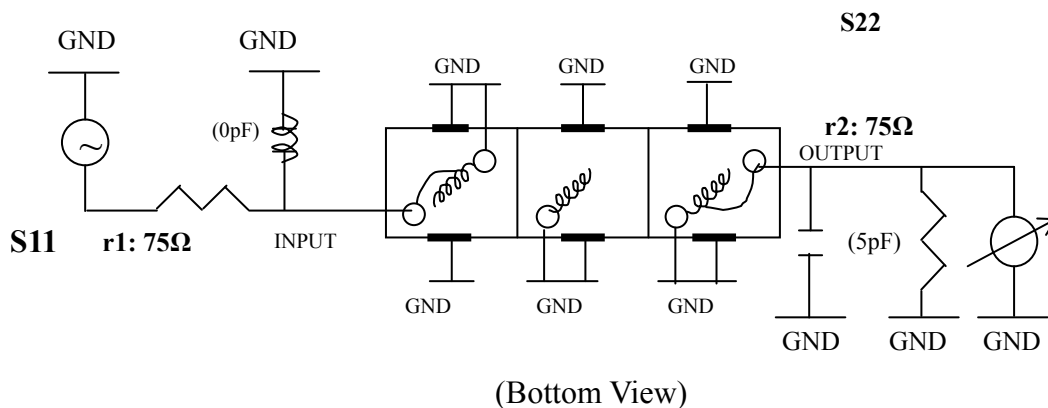 S22
GND
GND
GND
GND
GND
(0pF)
r2: 75Ω
OUTPUT
S11
r1: 75Ω
INPUT
(5pF)
GND
GND
GND
GND
GND
GND
(Bottom View)